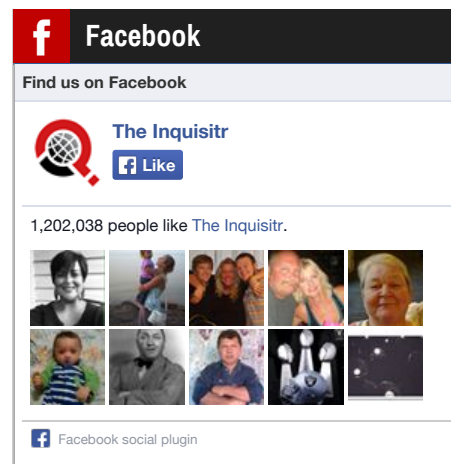 Facebook
Find us on Facebook
The Inquisitr
Like
1,202,038 people like The Inquisitr.
Facebook social plugin